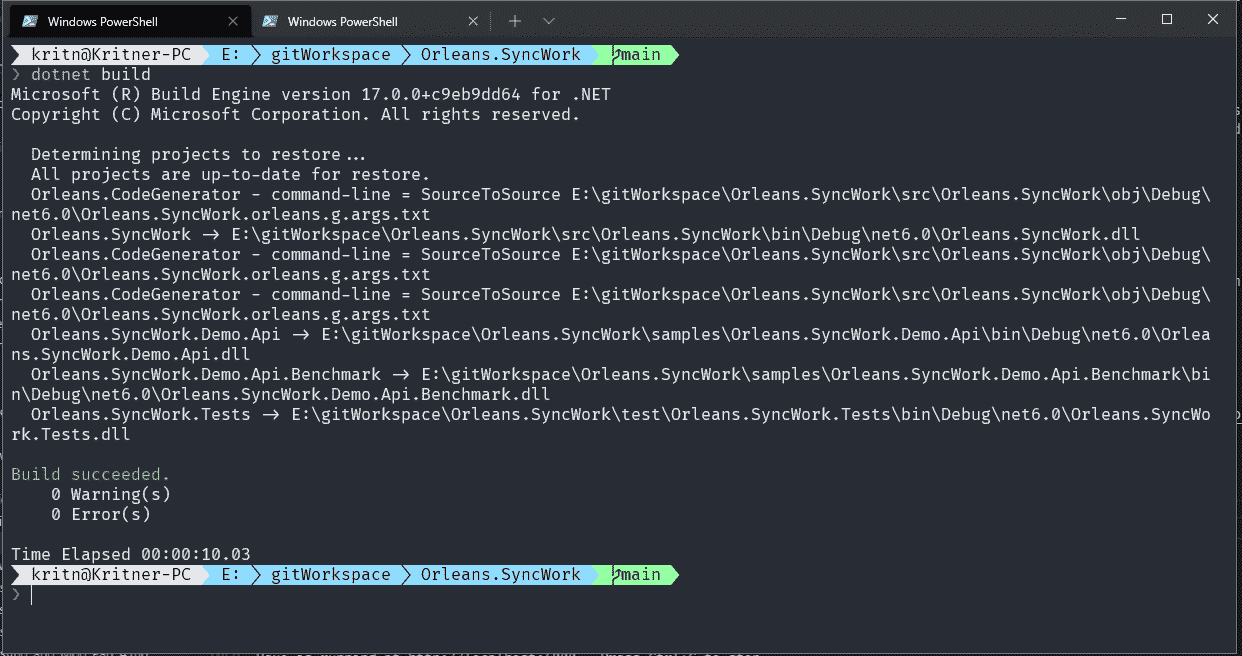 Windows PowerShell
Windows PowerShell
kritn@Kritner-PC E: gitWorkspace Orleans.SyncWork main
❯ dotnet build
Microsoft (R) Build Engine version 17.0.0+c9eb9dd64 for .NET
Copyright (C) Microsoft Corporation. All rights reserved.
Determining projects to restore...
All projects are up-to-date for restore.
Orleans.CodeGenerator - command-line = SourceToSource E:\gitWorkspace\Orleans.SyncWork\src\Orleans.SyncWork\obj\Debug\
net6.0\Orleans.SyncWork.orleans.g.args.txt
Orleans.SyncWork -> E:\gitWorkspace\Orleans.SyncWork\src\Orleans.SyncWork\bin\Debug\net6.0\Orleans.SyncWork.dll
Orleans.CodeGenerator - command-line = SourceToSource E:\gitWorkspace\Orleans.SyncWork\src\Orleans.SyncWork\obj\Debug\
net6.0\Orleans.SyncWork.orleans.g.args.txt
Orleans.CodeGenerator - command-line = SourceToSource E:\gitWorkspace\Orleans.SyncWork\src\Orleans.SyncWork\obj\Debug\
net6.0\Orleans.SyncWork.orleans.g.args.txt
Orleans.SyncWork.Demo.Api -> E:\gitWorkspace\Orleans.SyncWork\samples\Orleans.SyncWork.Demo.Api\bin\Debug\net6.0\Orlea
ns.SyncWork.Demo.Api.dll
Orleans.SyncWork.Demo.Api.Benchmark -> E:\gitWorkspace\Orleans.SyncWork\samples\Orleans.SyncWork.Demo.Api.Benchmark\bi
n\Debug\net6.0\Orleans.SyncWork.Demo.Api.Benchmark.dll
Orleans.SyncWork.Tests -> E:\gitWorkspace\Orleans.SyncWork\test\Orleans.SyncWork.Tests\bin\Debug\net6.0\Orleans.SyncWo
rk.Tests.dll
Build succeeded.
0 Warning(s)
0 Error(s)
Time Elapsed 00:00:10.03
kritn@Kritner-PC E: gitWorkspace Orleans.SyncWork main
❯